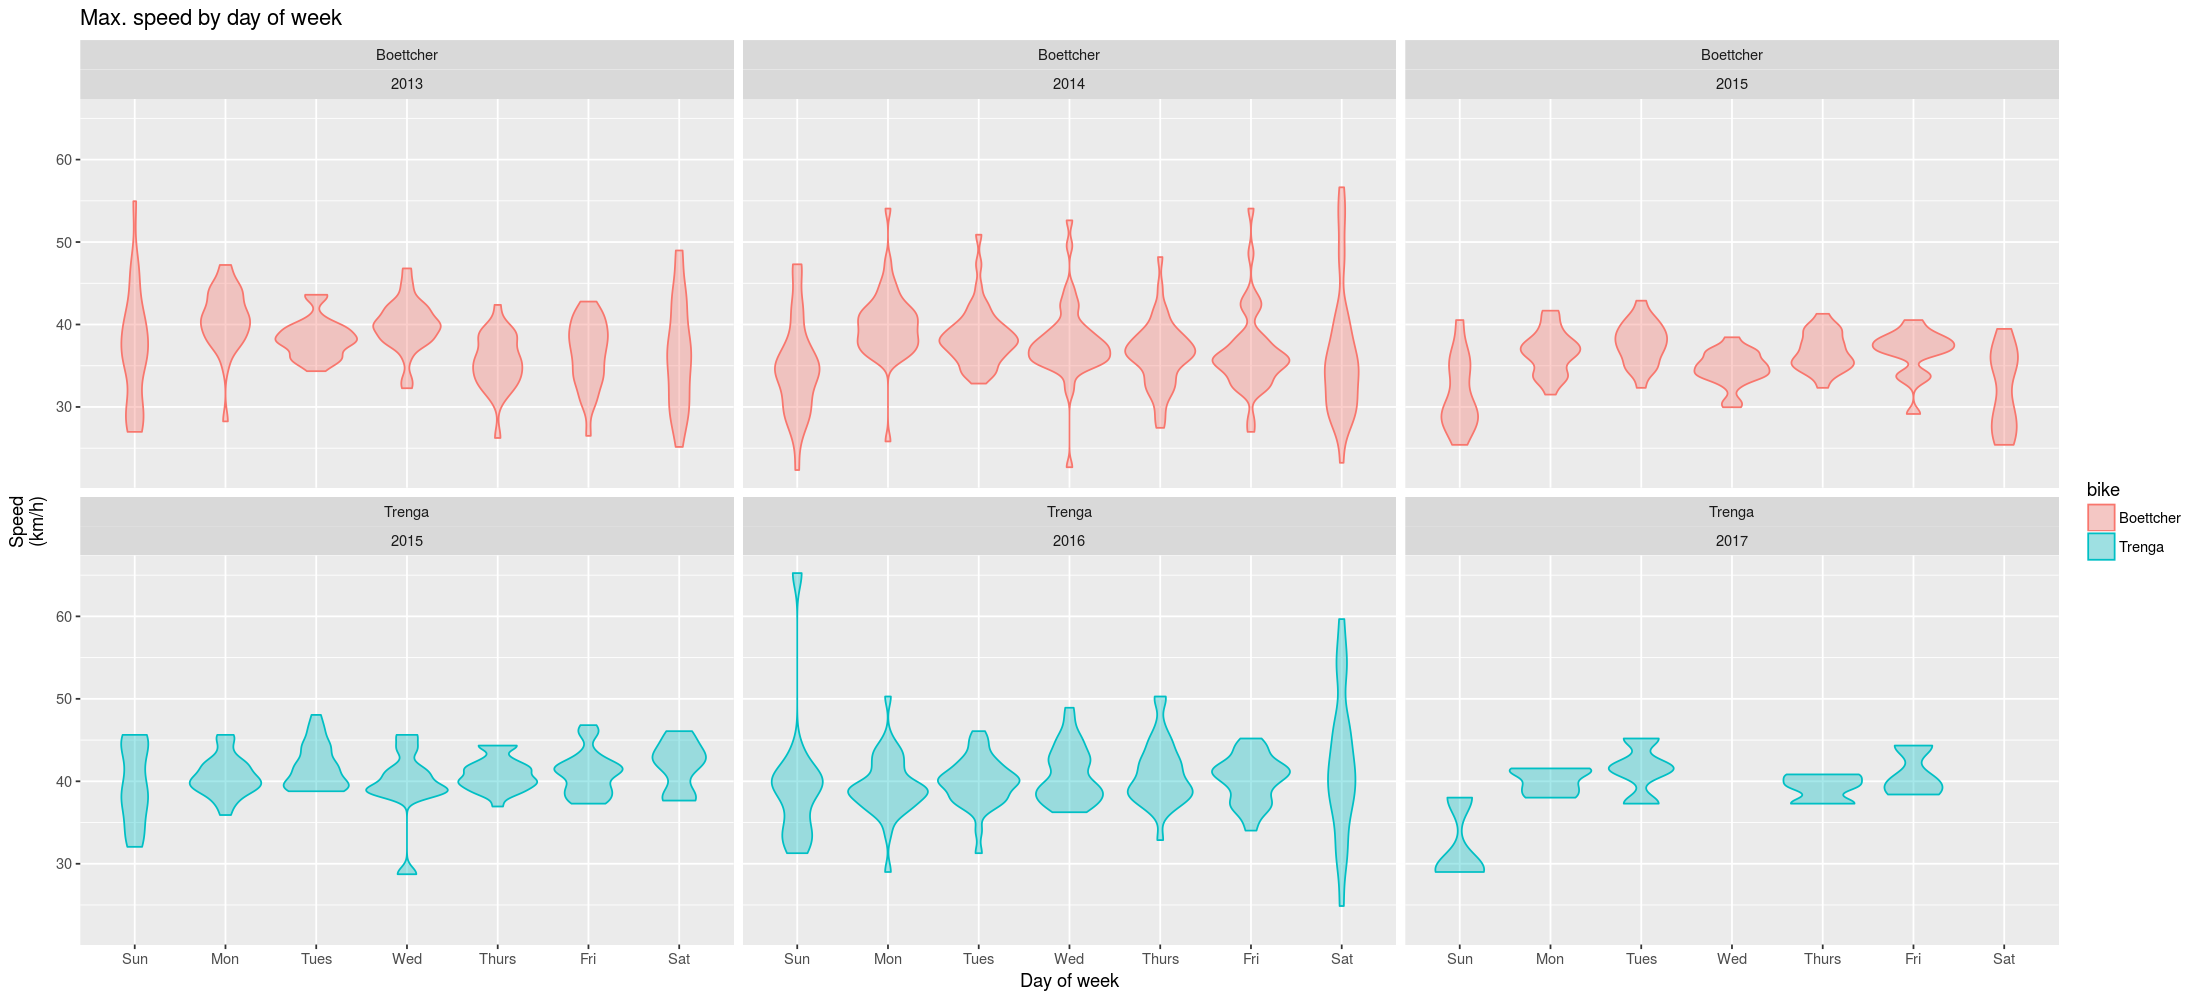 Max. speed by day of week
Boettcher
2013
Boettcher
2014
Boettcher
2015
60
50
40
30
Trenga
2015
Trenga
2016
Trenga
2017
60
50
40
30
Speed
(km/h)
Sun Mon Tues Wed Thurs Fri Sat
Sun Mon Tues Wed Thurs Fri Sat
Sun Mon Tues Wed Thurs Fri Sat
Day of week
bike
Boettcher
Trenga